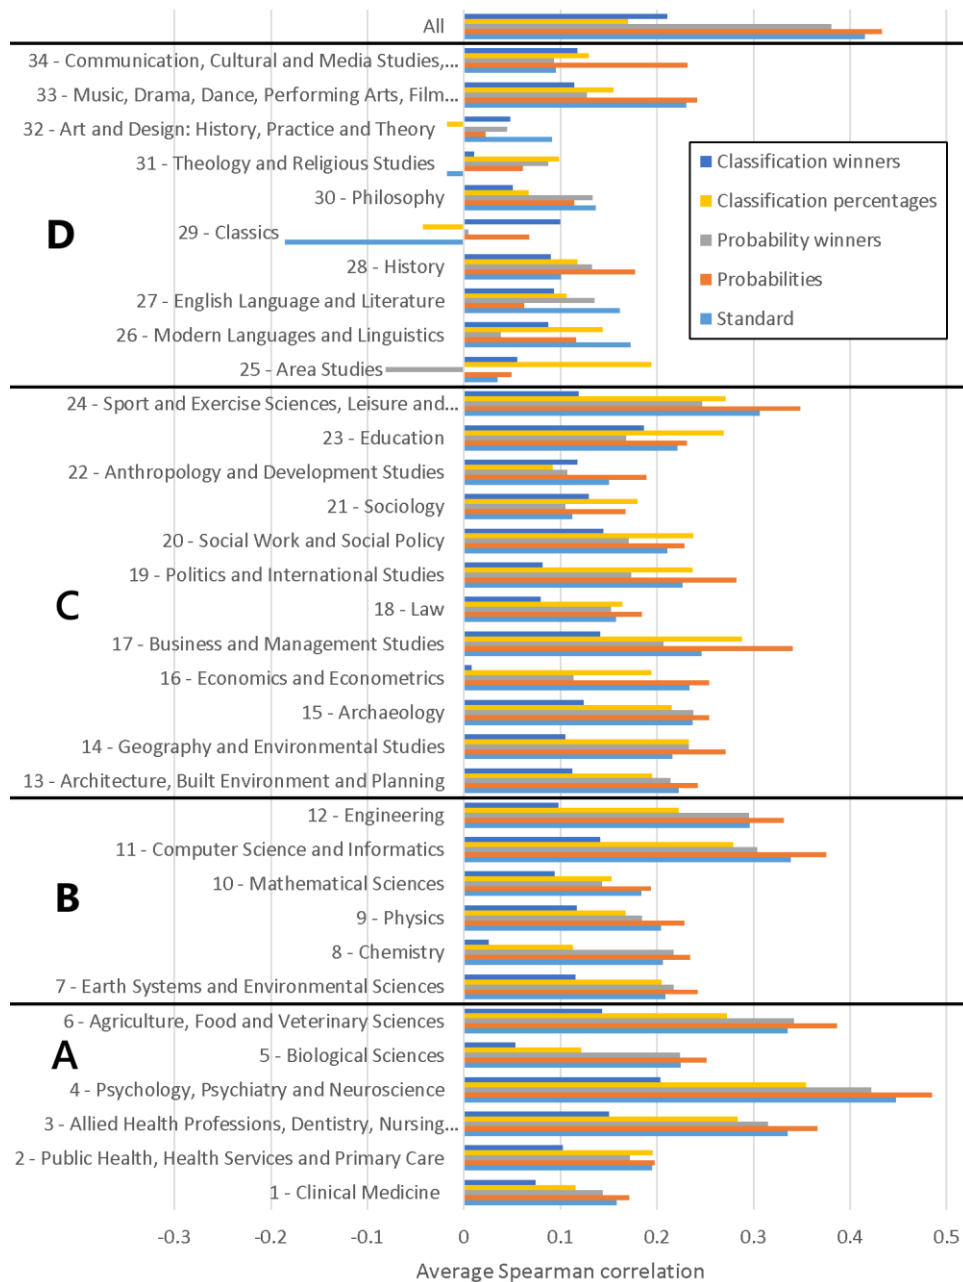 All
34 - Communication, Cultural and Media Studies,...
33 - Music, Drama, Dance, Performing Arts, Film...
32 - Art and Design: History, Practice and Theory
31 - Theology and Religious Studies
30 - Philosophy
29 - Classics
28 - History
27 - English Language and Literature
26 - Modern Languages and Linguistics
25 - Area Studies
D
24 - Sport and Exercise Sciences, Leisure and...
23 - Education
22 - Anthropology and Development Studies
21 - Sociology
20 - Social Work and Social Policy
19 - Politics and International Studies
18 - Law
17 - Business and Management Studies
16 - Economics and Econometrics
15 - Archaeology
14 - Geography and Environmental Studies
13 - Architecture, Built Environment and Planning
C
12 - Engineering
11 - Computer Science and Informatics
10 - Mathematical Sciences
9 - Physics
8 - Chemistry
7 - Earth Systems and Environmental Sciences
B
6 - Agriculture, Food and Veterinary Sciences
5 - Biological Sciences
4 - Psychology, Psychiatry and Neuroscience
3 - Allied Health Professions, Dentistry, Nursing...
2 - Public Health, Health Services and Primary Care
1 - Clinical Medicine
A
Classification winners
Classification percentages
Probability winners
Probabilities
Standard
-0.3 -0.2 -0.1 0 0.1 0.2 0.3 0.4 0.5
Average Spearman correlation